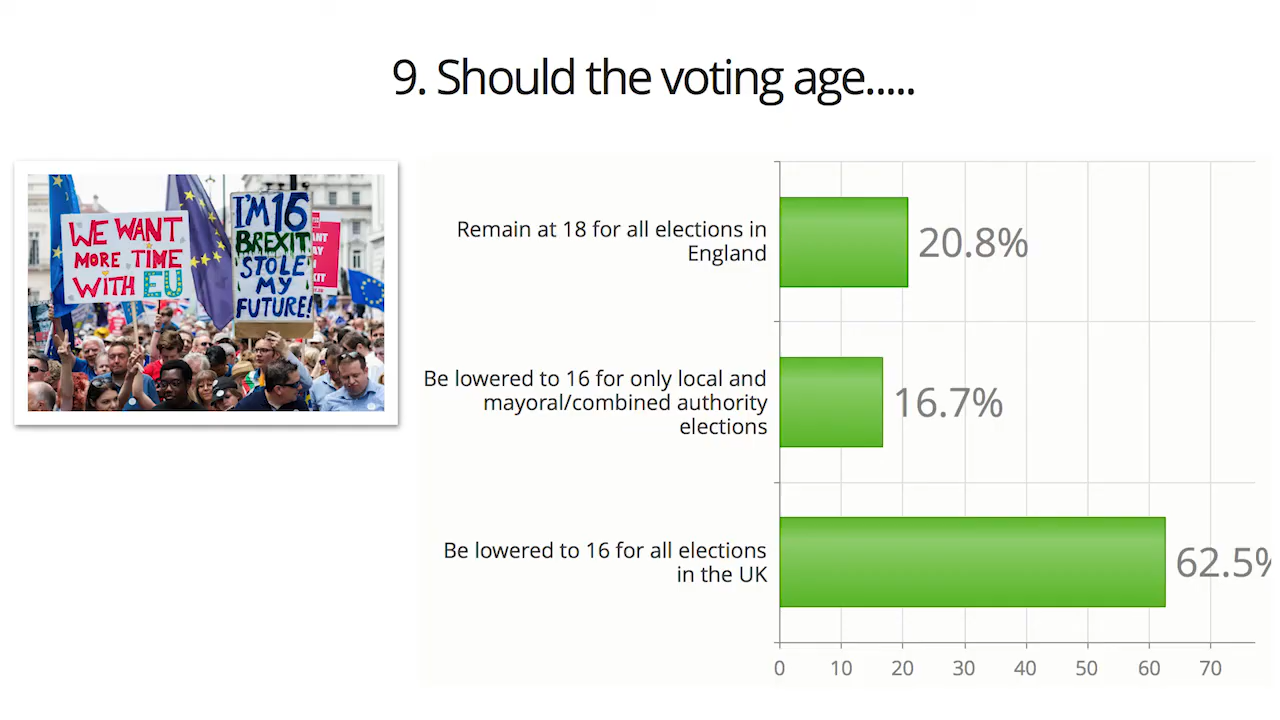 9. Should the voting age.....
WE WANT
MORE TIME
WITH EU
I'M 16
BREXIT
STOLE
MY
FUTURE!
Remain at 18 for all elections in
England
20.8%
Be lowered to 16 for only local and
mayoral/combined authority
elections
16.7%
Be lowered to 16 for all elections
in the UK
62.5%
0 10 20 30 40 50 60 70